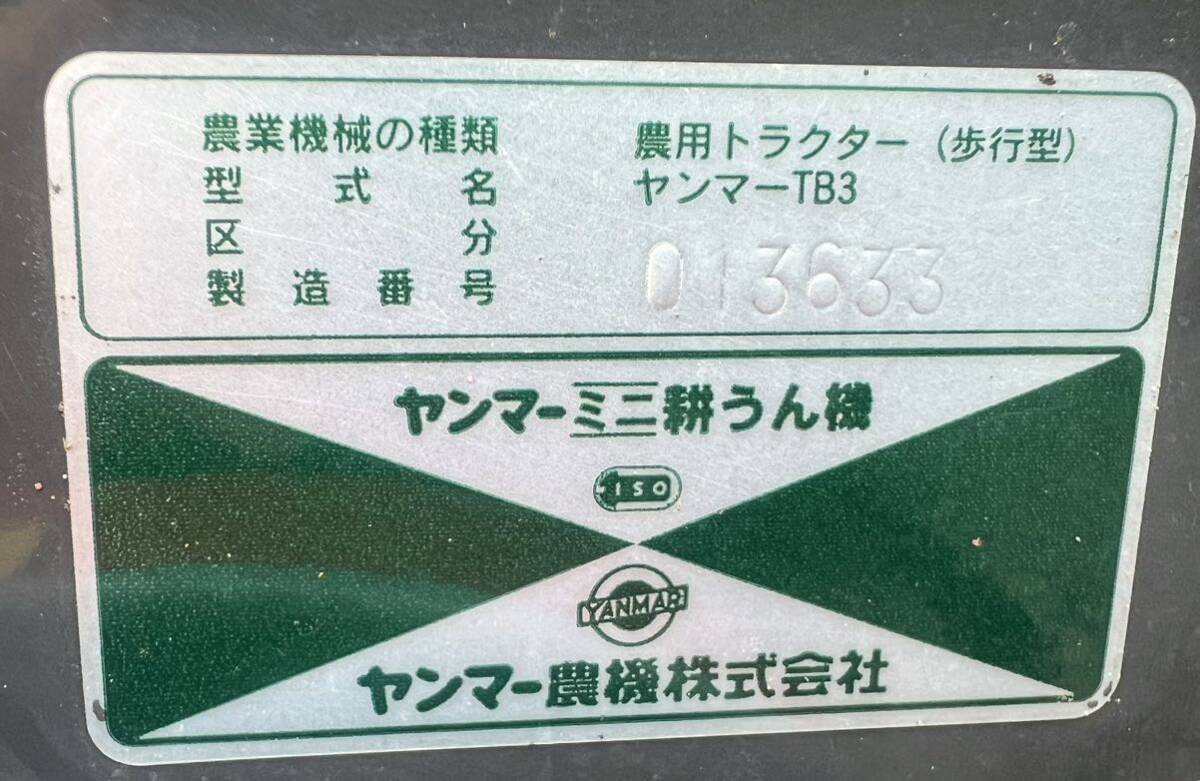 農業機械の種類 農用トラクター (歩行型)
型式名 ヤンマーTB3
区分
製造番号 013633
ヤンマーミニ耕うん機
ISO
YANMAR
ヤンマー農機株式会社